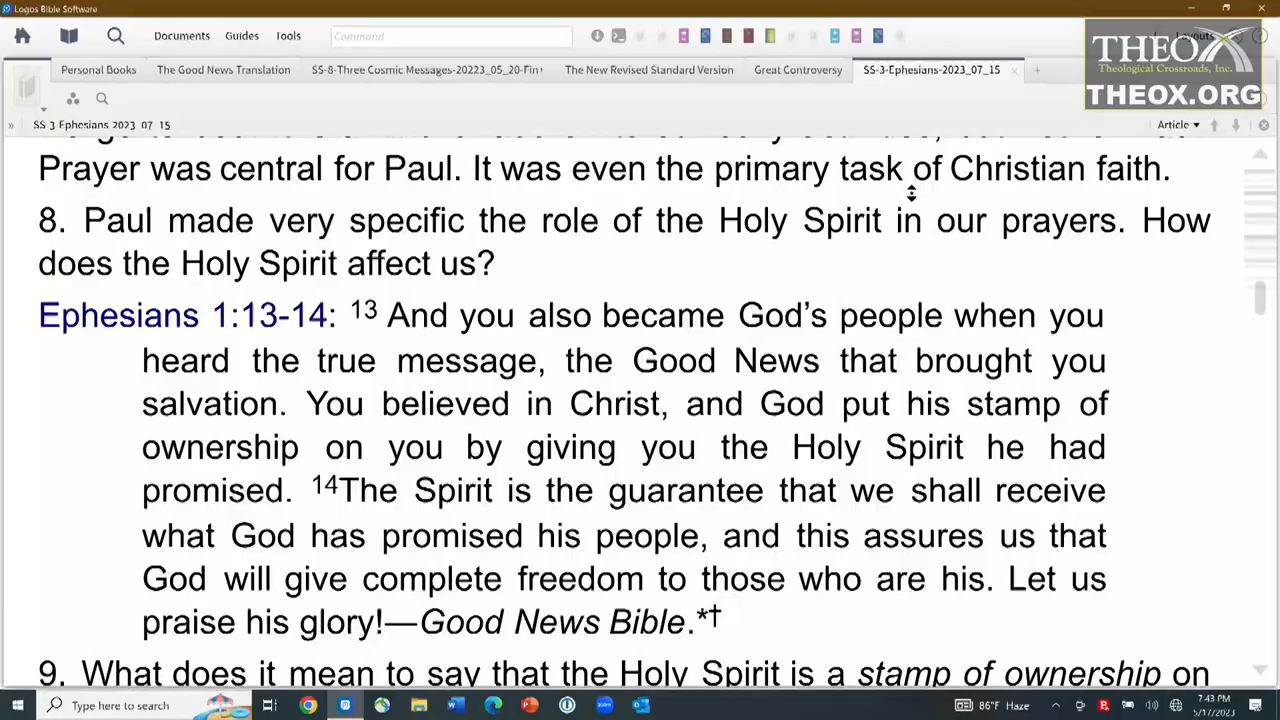 Logos Bible Software
Documents Guides Tools Command Layouts
THEOX
Theological Crossroads, Inc.
THEOX.ORG
Personal Books The Good News Translation SS-8-Three Cosmic Messages The New Revised Standard Version Great Controversy SS-3-Ephesians-2023_07_15
SS 3 Ephesians 2023 07 15 Article
Prayer was central for Paul. It was even the primary task of Christian faith.
8. Paul made very specific the role of the Holy Spirit in our prayers. How
does the Holy Spirit affect us?
Ephesians 1:13-14: 13 And you also became God's people when you
heard the true message, the Good News that brought you
salvation. You believed in Christ, and God put his stamp of
ownership on you by giving you the Holy Spirit he had
promised. 14The Spirit is the guarantee that we shall receive
what God has promised his people, and this assures us that
God will give complete freedom to those who are his. Let us
praise his glory!—Good News Bible.*†
9. What does it mean to say that the Holy Spirit is a stamp of ownership on
Type here to search 86°F Haze 7:43 PM
5/17/2023